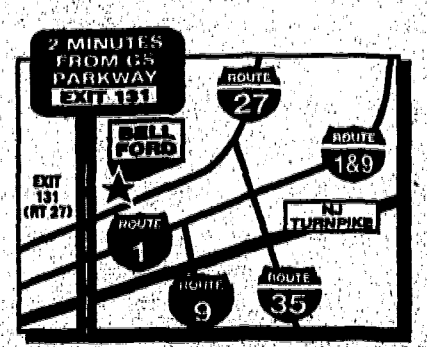 2 MINUTES
FROM GS
PARKWAY
EXIT 131
BELL
FORD
ROUTE
27
ROUTE
1&9
EXIT
131
(RT 27)
NJ
TURNPIKE
ROUTE
1
ROUTE
9
ROUTE
35